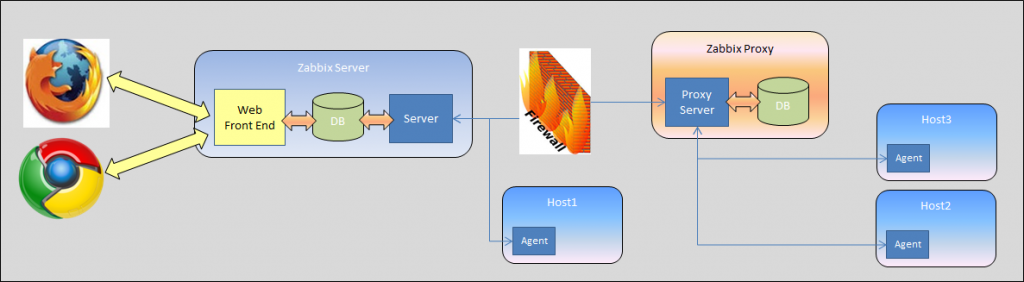 Zabbix Server
Web
Front End
DB
Server
Firewall
Host1
Agent
Zabbix Proxy
Proxy
Server
DB
Host3
Agent
Host2
Agent